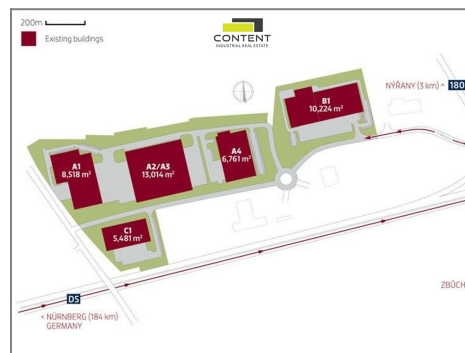 200m
Existing buildings
CONTENT
INDUSTRIAL REAL ESTATE
NÝŘANY (3 km) ^ 180
B1
10,224 m²
A4
6,761 m²
A2/A3
13,014 m²
A1
8,518 m²
C1
5,481 m²
ZBŮCH
D5
< NÜRNBERG (184 km)
GERMANY